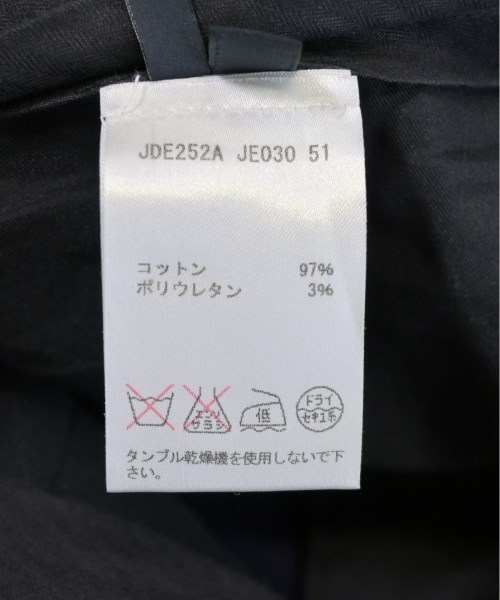 JDE252A JE030 51
コットン 97%
ポリウレタン 3%
エンソ サラシ 低 ドライ セキユ系
タンブル乾燥機を使用しないで下
さい。